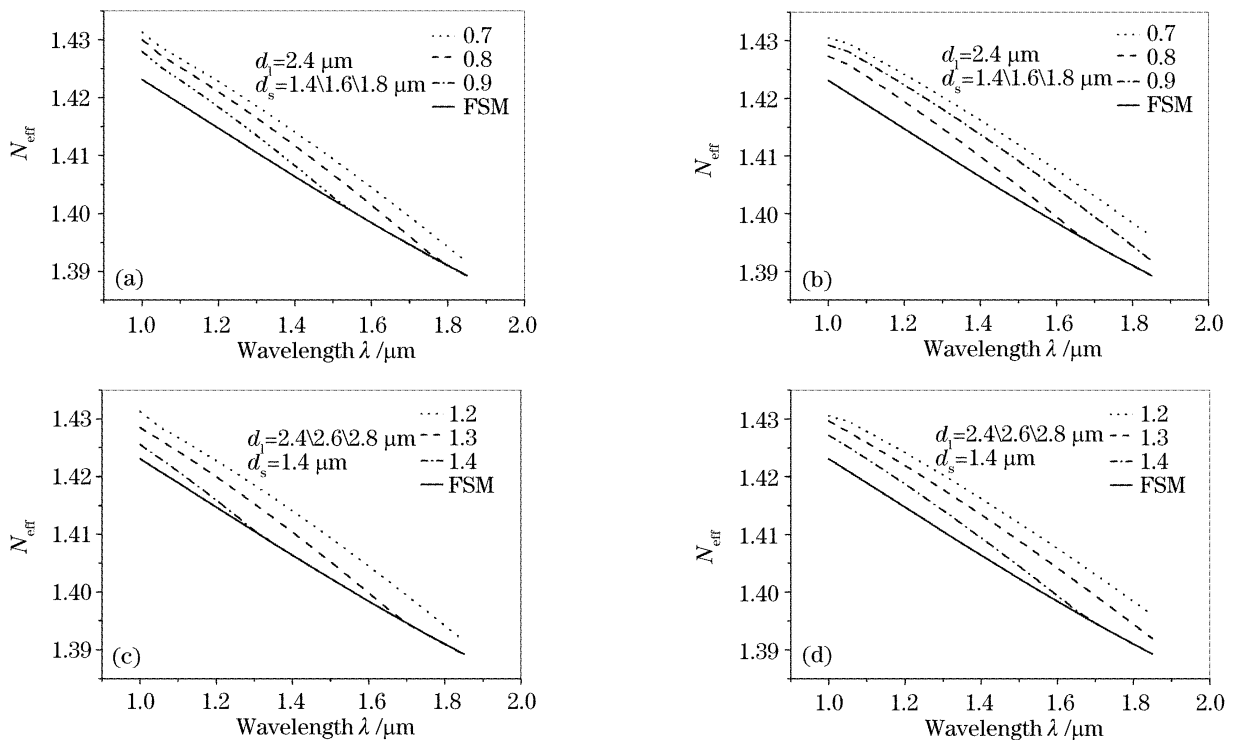 1.43
1.42
1.41
1.40
1.39
N_eff
d_l=2.4 μm
d_s=1.4\1.6\1.8 μm
0.7
0.8
0.9
FSM
(a)
1.0 1.2 1.4 1.6 1.8 2.0
Wavelength λ /μm
1.43
1.42
1.41
1.40
1.39
N_eff
d_l=2.4 μm
d_s=1.4\1.6\1.8 μm
0.7
0.8
0.9
FSM
(b)
1.0 1.2 1.4 1.6 1.8 2.0
Wavelength λ /μm
1.43
1.42
1.41
1.40
1.39
N_eff
d_l=2.4\2.6\2.8 μm
d_s=1.4 μm
1.2
1.3
1.4
FSM
(c)
1.0 1.2 1.4 1.6 1.8 2.0
Wavelength λ /μm
1.43
1.42
1.41
1.40
1.39
N_eff
d_l=2.4\2.6\2.8 μm
d_s=1.4 μm
1.2
1.3
1.4
FSM
(d)
1.0 1.2 1.4 1.6 1.8 2.0
Wavelength λ /μm